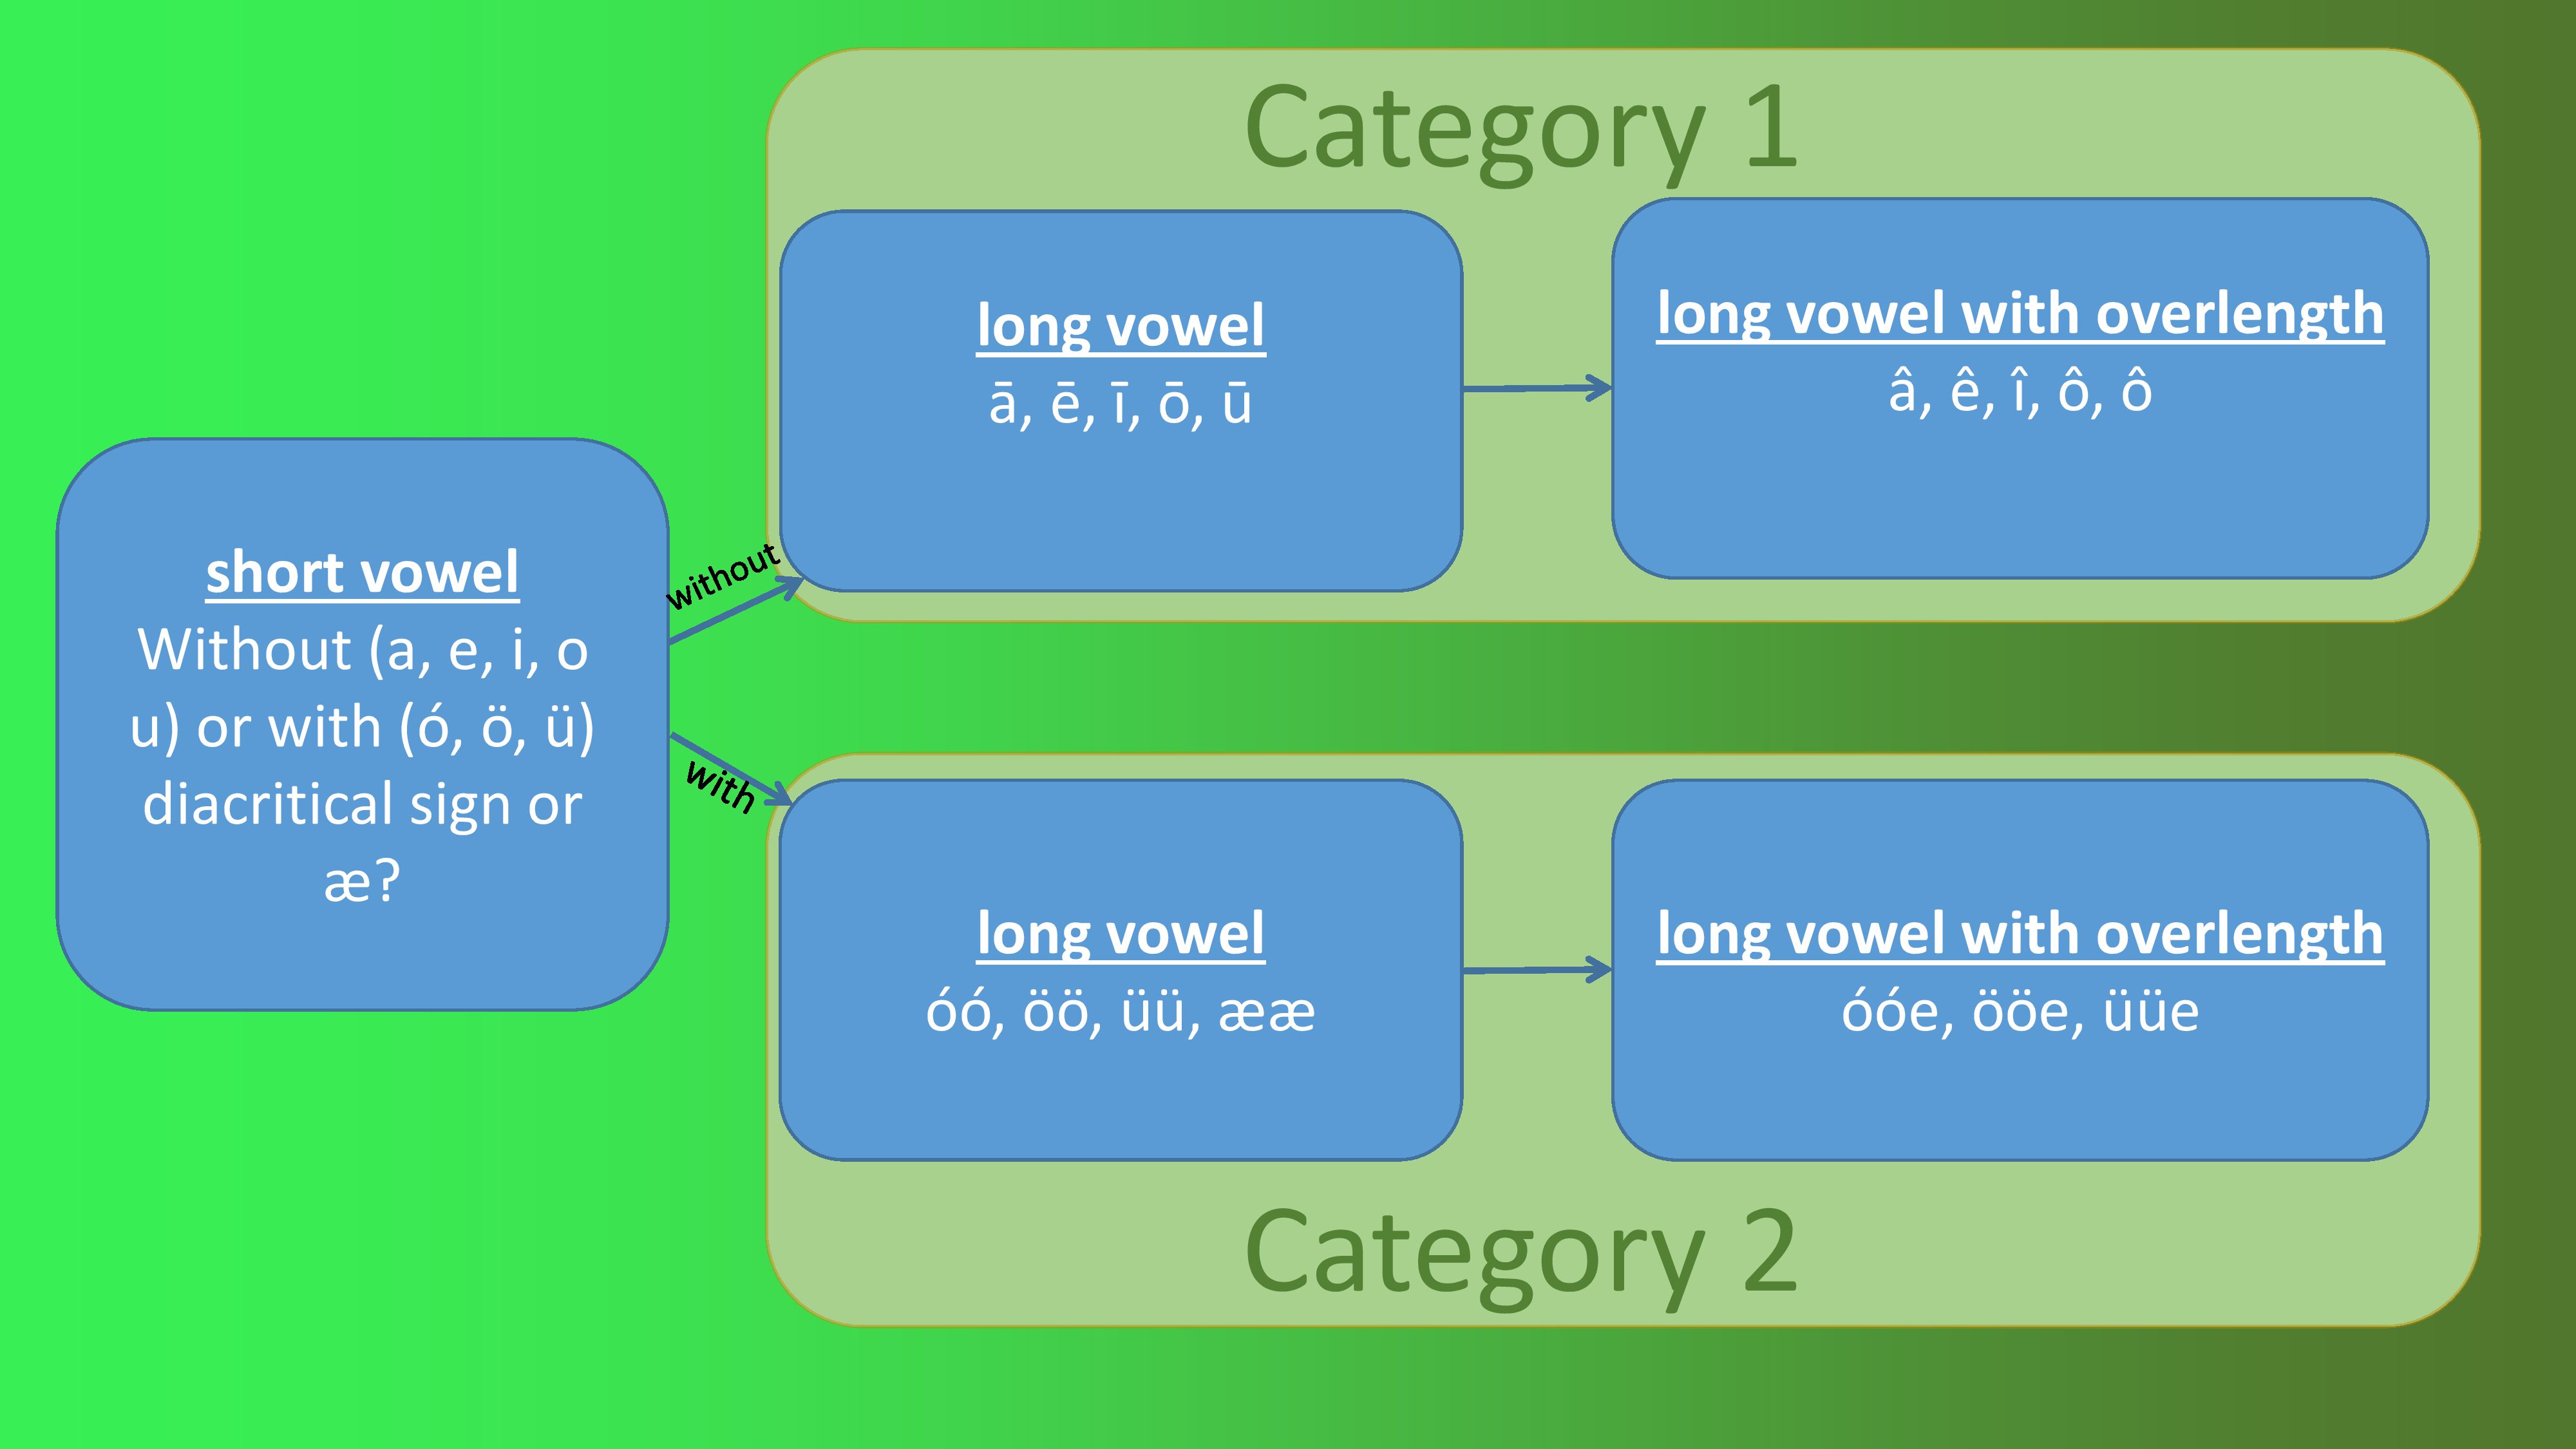 Category 1
long vowel
ā, ē, ī, ō, ū
long vowel with overlength
â, ê, î, ô, ô
short vowel
Without (a, e, i, o
u) or with (ó, ö, ü)
diacritical sign or
æ?
without
with
long vowel
óó, öö, üü, ææ
long vowel with overlength
óóe, ööe, üüe
Category 2